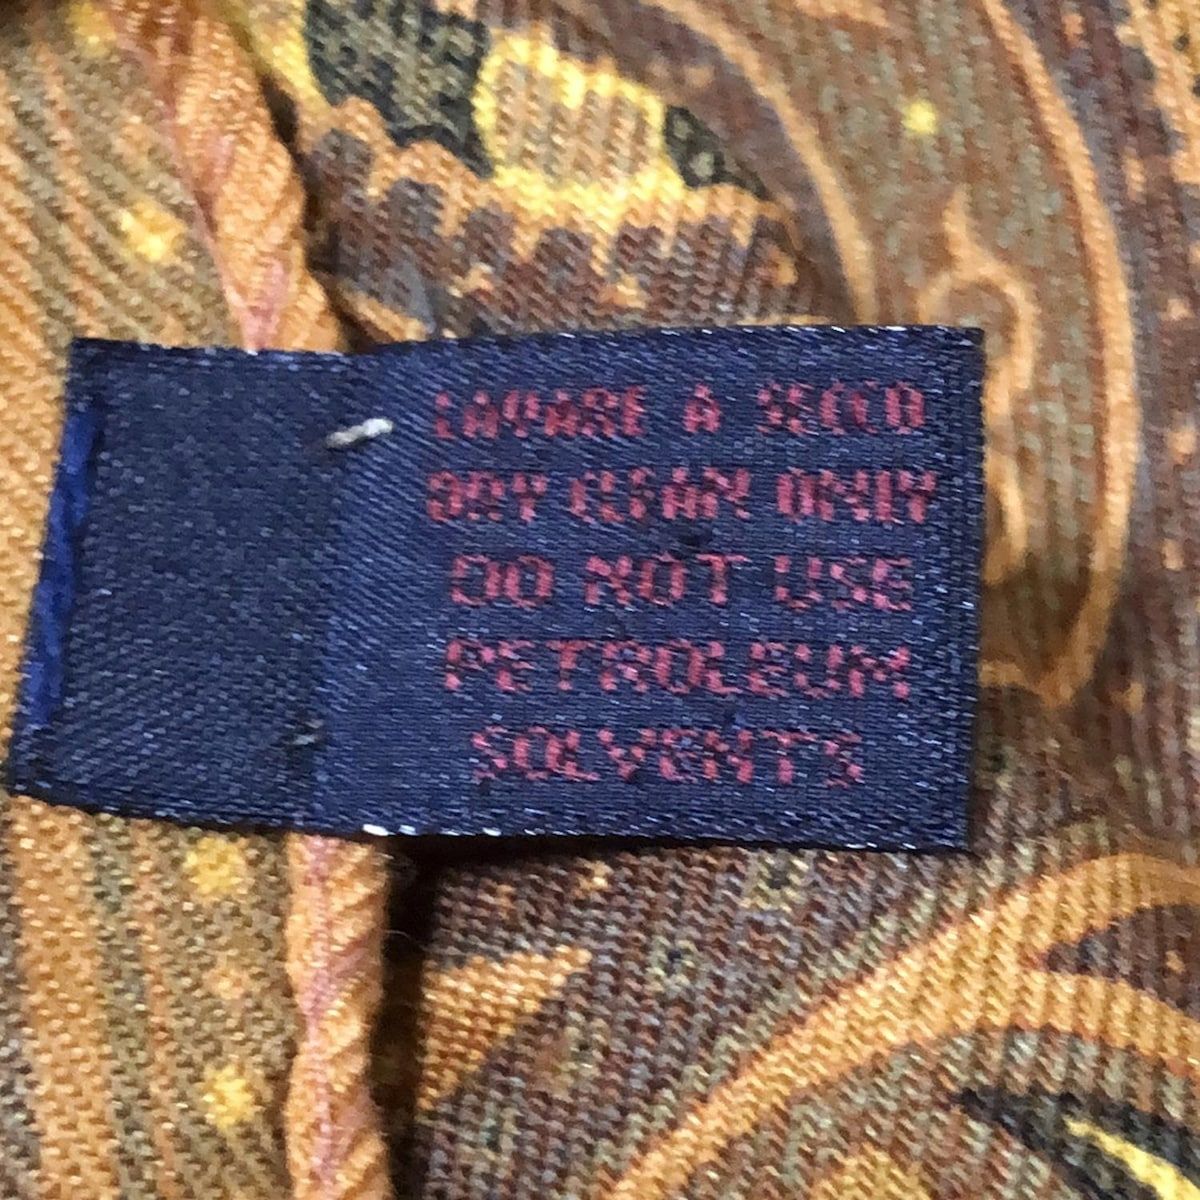 LAVARE A SECCO
DRY CLEAN ONLY
DO NOT USE
PETROLEUM
SOLVENTS